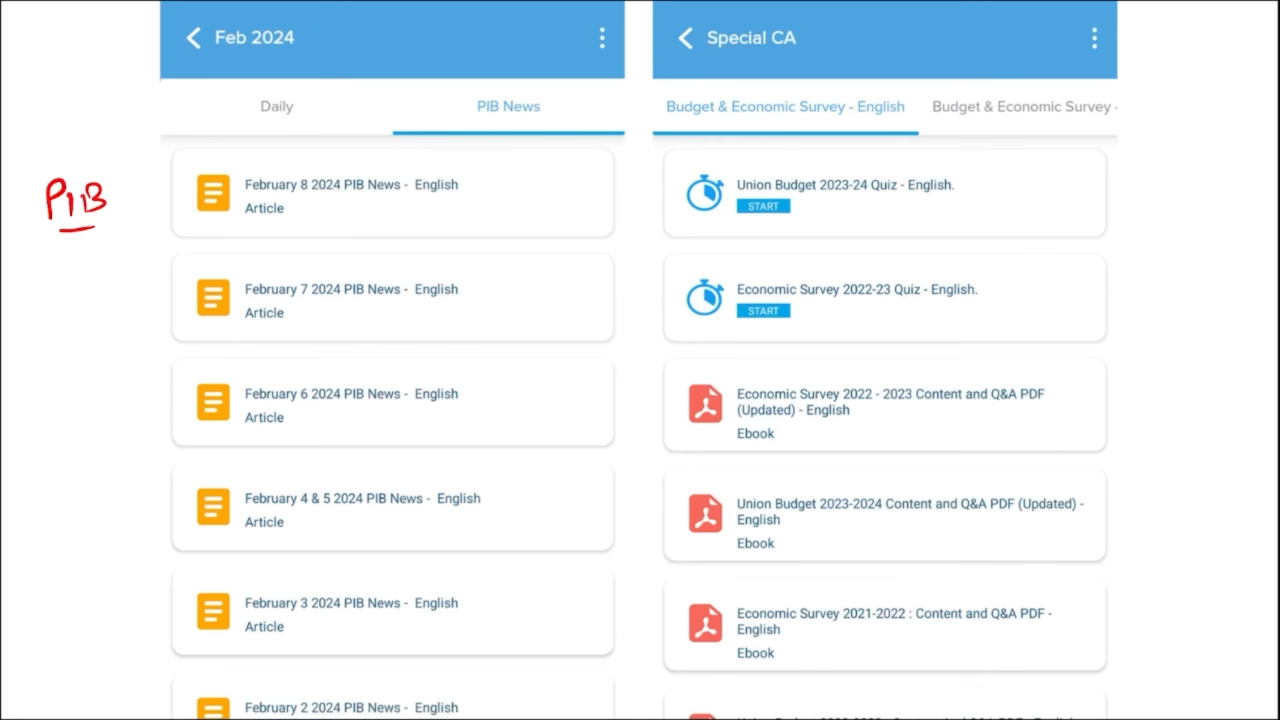 PIB
Feb 2024
Daily
PIB News
February 8 2024 PIB News - English
Article
February 7 2024 PIB News - English
Article
February 6 2024 PIB News - English
Article
February 4 & 5 2024 PIB News - English
Article
February 3 2024 PIB News - English
Article
February 2 2024 PIB News - English
Special CA
Budget & Economic Survey - English
Budget & Economic Survey -
Union Budget 2023-24 Quiz - English.
START
Economic Survey 2022-23 Quiz - English.
START
Economic Survey 2022 - 2023 Content and Q&A PDF
(Updated) - English
Ebook
Union Budget 2023-2024 Content and Q&A PDF (Updated) -
English
Ebook
Economic Survey 2021-2022 : Content and Q&A PDF -
English
Ebook